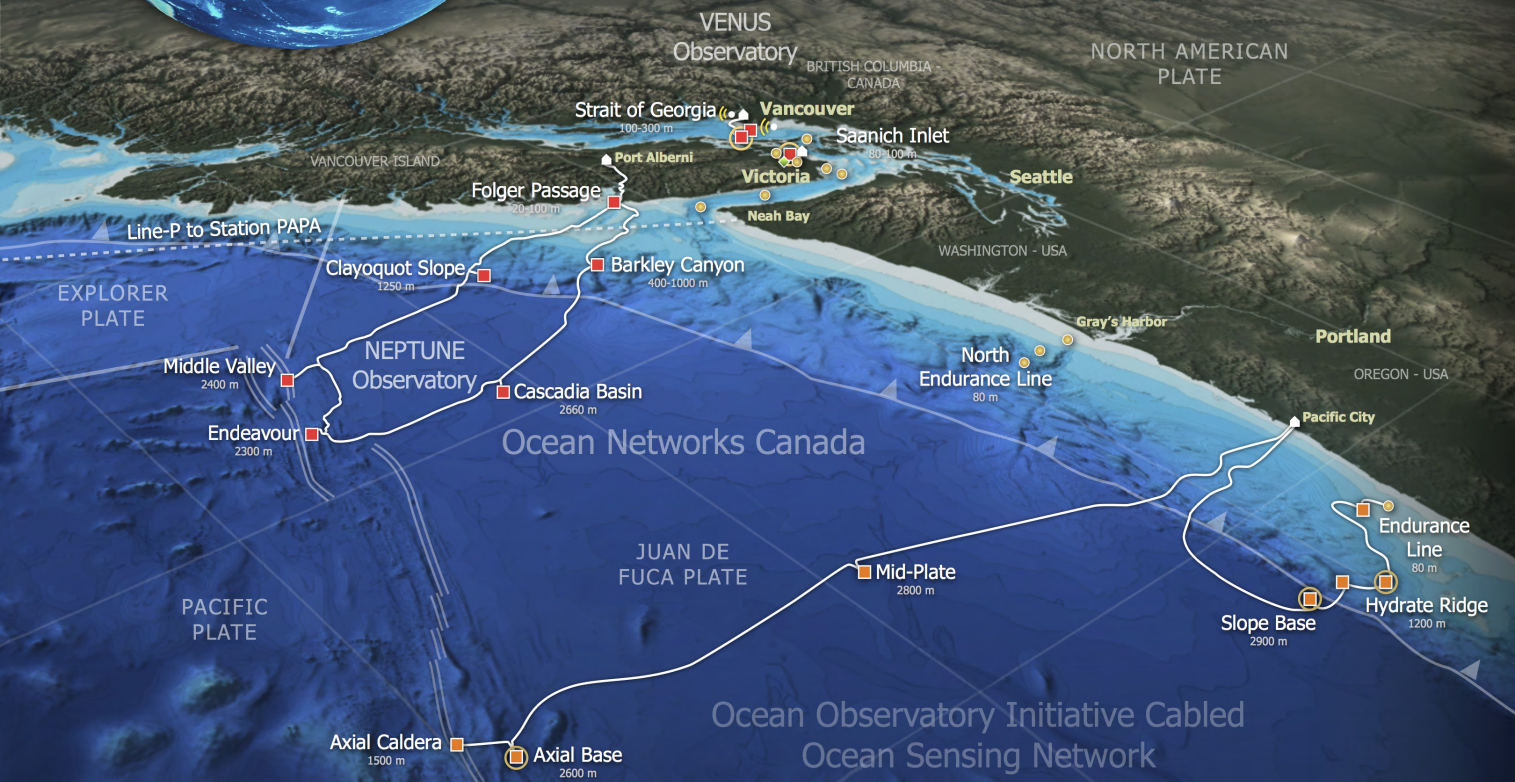 VENUS
Observatory
NORTH AMERICAN
PLATE
BRITISH COLUMBIA -
CANADA
Strait of Georgia
100-300 m
Vancouver
Saanich Inlet
80-100 m
VANCOUVER ISLAND
Port Alberni
Victoria
Seattle
Folger Passage
20-100 m
Neah Bay
Line-P to Station PAPA
WASHINGTON - USA
Clayoquot Slope
1250 m
Barkley Canyon
400-1000 m
EXPLORER
PLATE
Gray's Harbor
Portland
NEPTUNE
Observatory
North
Endurance Line
80 m
Middle Valley
2400 m
OREGON - USA
Cascadia Basin
2660 m
Pacific City
Endeavour
2300 m
Ocean Networks Canada
Endurance
Line
80 m
JUAN DE
FUCA PLATE
Mid-Plate
2800 m
PACIFIC
PLATE
Hydrate Ridge
1200 m
Slope Base
2900 m
Ocean Observatory Initiative Cabled
Ocean Sensing Network
Axial Caldera
1500 m
Axial Base
2600 m